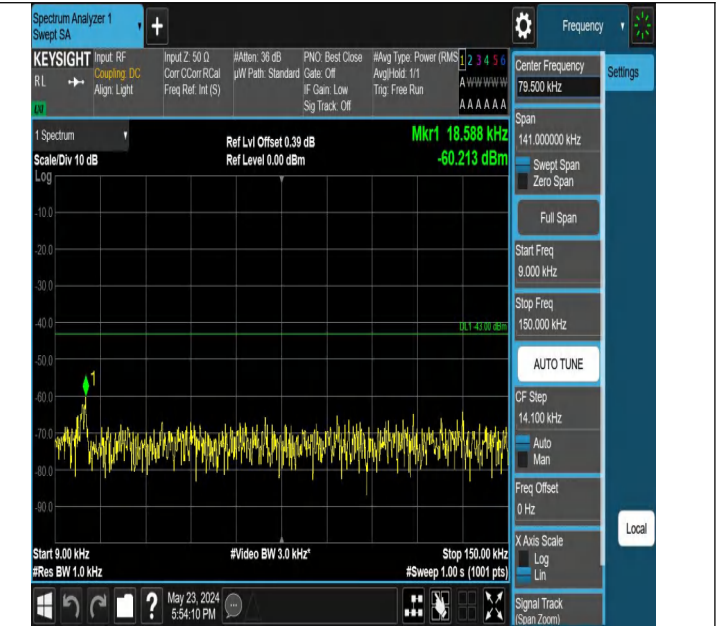 Spectrum Analyzer 1
Swept SA
+
Frequency
KEYSIGHT
RL
LXI
Input: RF
Coupling: DC
Align: Light
Input Z: 50 Ω
Corr CCorr RCal
Freq Ref: Int (S)
#Atten: 36 dB
µW Path: Standard
PNO: Best Close
Gate: Off
IF Gain: Low
Sig Track: Off
#Avg Type: Power (RMS
Avg|Hold: 1/1
Trig: Free Run
1 2 3 4 5 6
A W W W W W
A A A A A A
1 Spectrum
Scale/Div 10 dB
Log
Ref Lvl Offset 0.39 dB
Ref Level 0.00 dBm
Mkr1 18.588 kHz
-60.213 dBm
-10.0
-20.0
-30.0
-40.0
DL1 -43.00 dBm
-50.0
1
-60.0
-70.0
-80.0
-90.0
Start 9.00 kHz
#Video BW 3.0 kHz*
Stop 150.00 kHz
#Res BW 1.0 kHz
#Sweep 1.00 s (1001 pts)
?
May 23, 2024
5:54:10 PM
Center Frequency
79.500 kHz
Settings
Span
141.000000 kHz
Swept Span
Zero Span
Full Span
Start Freq
9.000 kHz
Stop Freq
150.000 kHz
AUTO TUNE
CF Step
14.100 kHz
Auto
Man
Freq Offset
0 Hz
X Axis Scale
Log
Lin
Local
Signal Track
(Span Zoom)